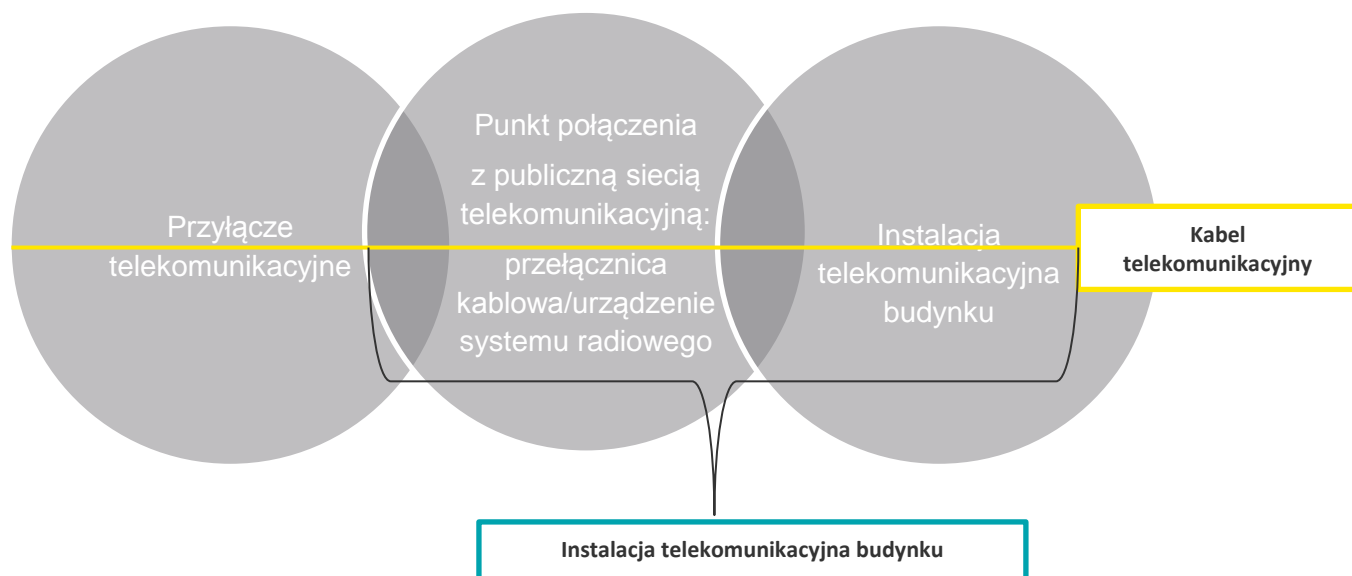 Przyłącze
telekomunikacyjne
Punkt połączenia
z publiczną siecią
telekomunikacyjną:
przełącznica
kablowa/urządzenie
systemu radiowego
Instalacja
telekomunikacyjna
budynku
Kabel
telekomunikacyjny
Instalacja telekomunikacyjna budynku